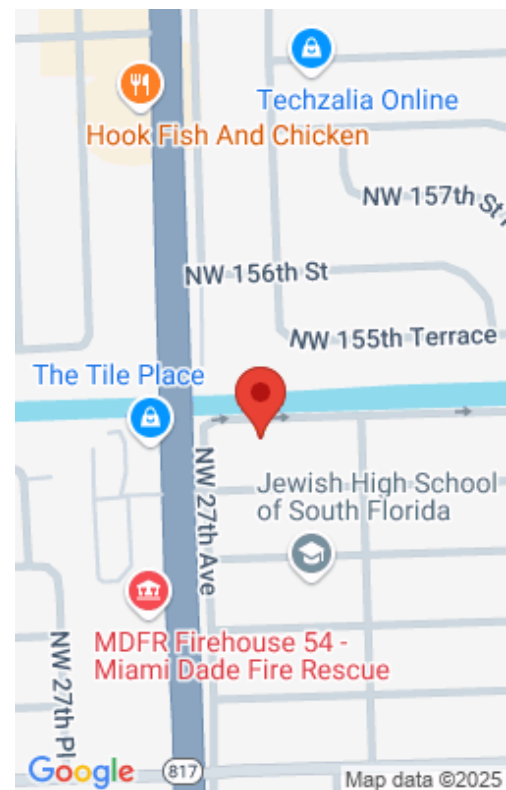 Techzalia Online
Hook Fish And Chicken
NW 157th St
NW 156th St
NW 155th Terrace
The Tile Place
NW 27th Ave
Jewish High School
of South Florida
MDFR Firehouse 54 -
Miami Dade Fire Rescue
NW 27th Pl
Google
817
Map data ©2025